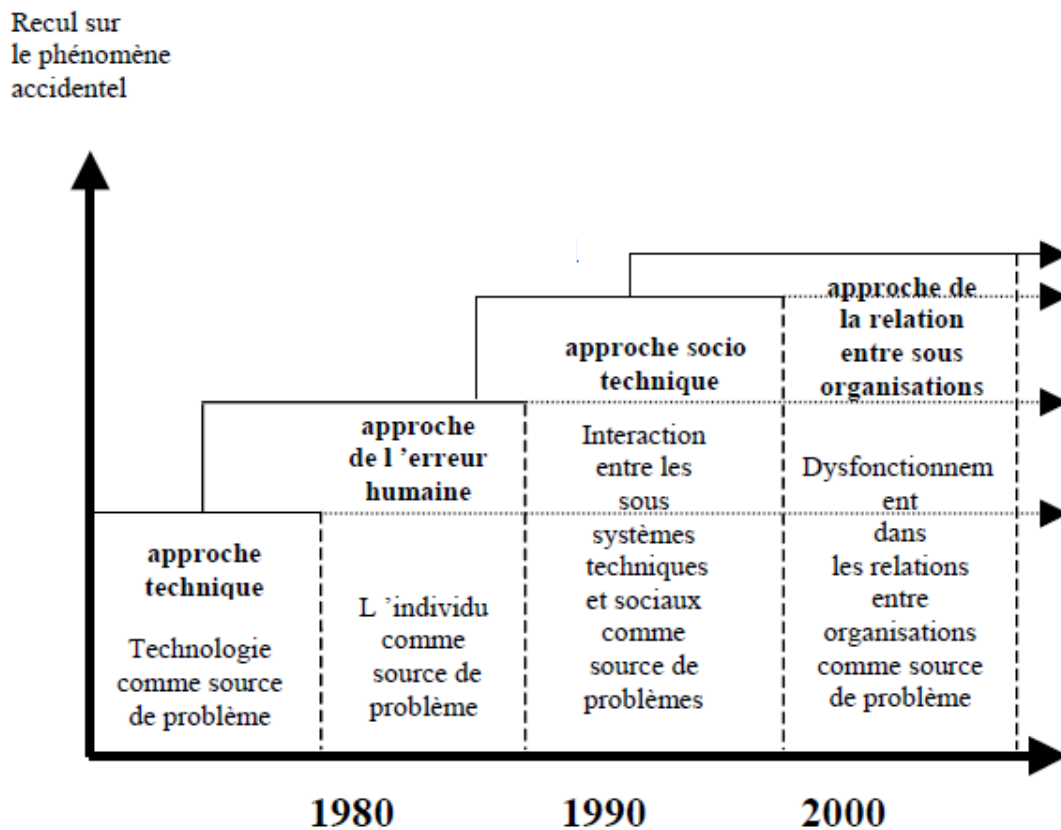 Recul sur
le phénomène
accidentel
approche
technique
Technologie
comme source
de problème
approche
de l ’erreur
humaine
L ’individu
comme
source de
problème
approche socio
technique
Interaction
entre les
sous
systèmes
techniques
et sociaux
comme
source de
problèmes
approche de
la relation
entre sous
organisations
Dysfonctionnem
ent
dans
les relations
entre
organisations
comme source
de problème
1980
1990
2000